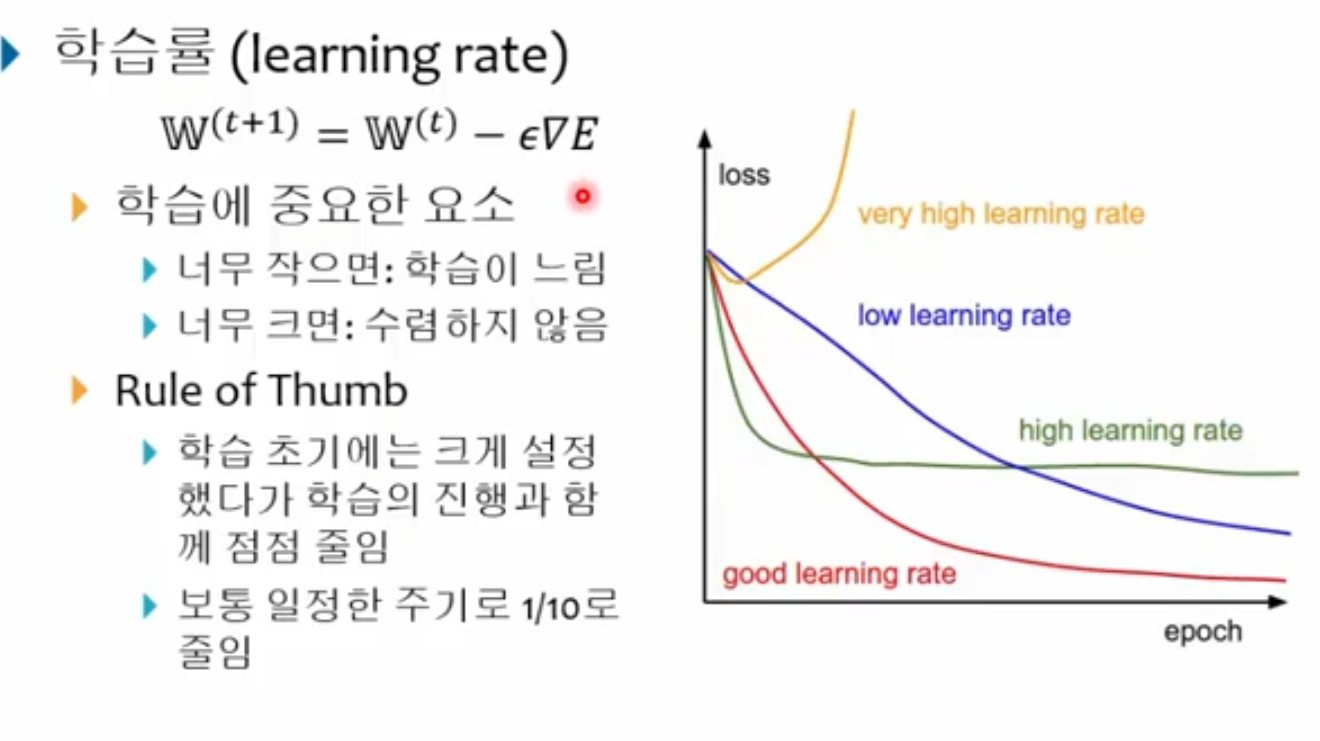 학습률 (learning rate)
𝕎^(t+1) = 𝕎^(t) − ϵ∇E
학습에 중요한 요소
너무 작으면: 학습이 느림
너무 크면: 수렴하지 않음
Rule of Thumb
학습 초기에는 크게 설정
했다가 학습의 진행과 함
께 점점 줄임
보통 일정한 주기로 1/10로
줄임
loss
very high learning rate
low learning rate
high learning rate
good learning rate
epoch